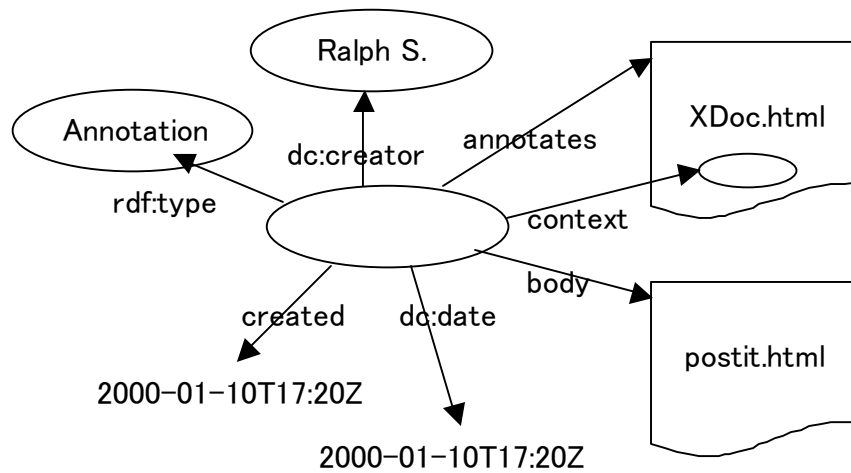 Ralph S.
Annotation
XDoc.html
annotates
dc:creator
rdf:type
context
body
created
dc:date
postit.html
2000-01-10T17:20Z
2000-01-10T17:20Z